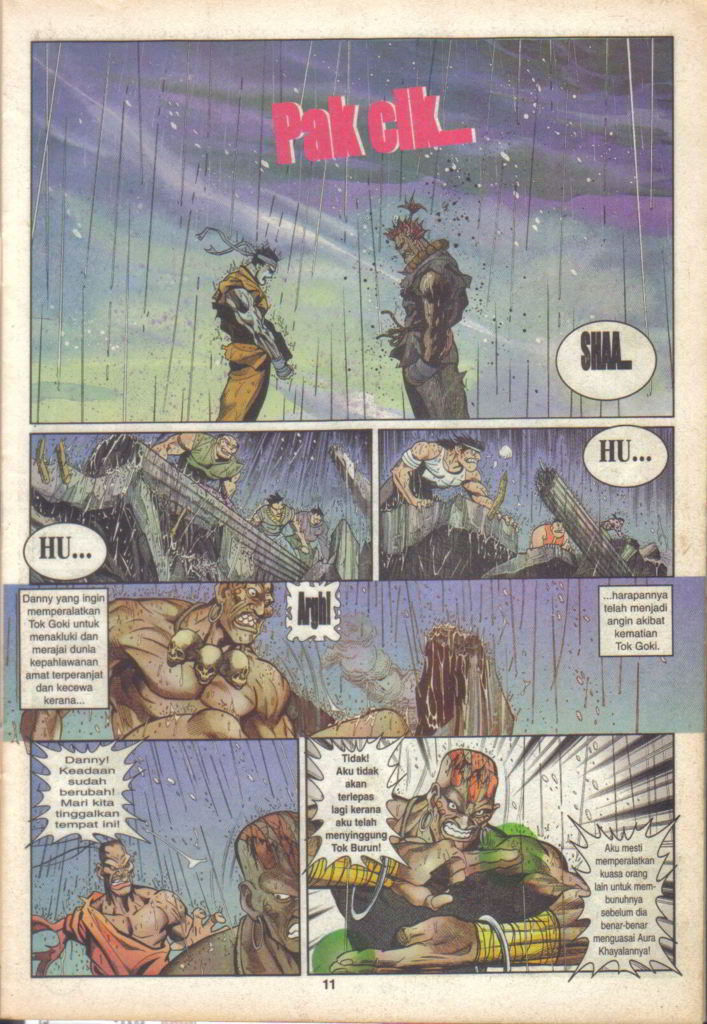 Pak cik...
SHAA...
HU...
HU...
Danny yang ingin
memperalatkan
Tok Goki untuk
menakluki dan
merajai dunia
kepahlawanan
amat terperanjat
dan kecewa
kerana...
Argh!
...harapannya
telah menjadi
angin akibat
kematian
Tok Goki.
Danny!
Keadaan
sudah
berubah!
Mari kita
tinggalkan
tempat ini!
Tidak!
Aku tidak
akan
terlepas
lagi kerana
aku telah
menyinggung
Tok Burun!
Aku mesti
memperalatkan
kuasa orang
lain untuk mem-
bunuhnya
sebelum dia
benar-benar
menguasai Aura
Khayalannya!
11